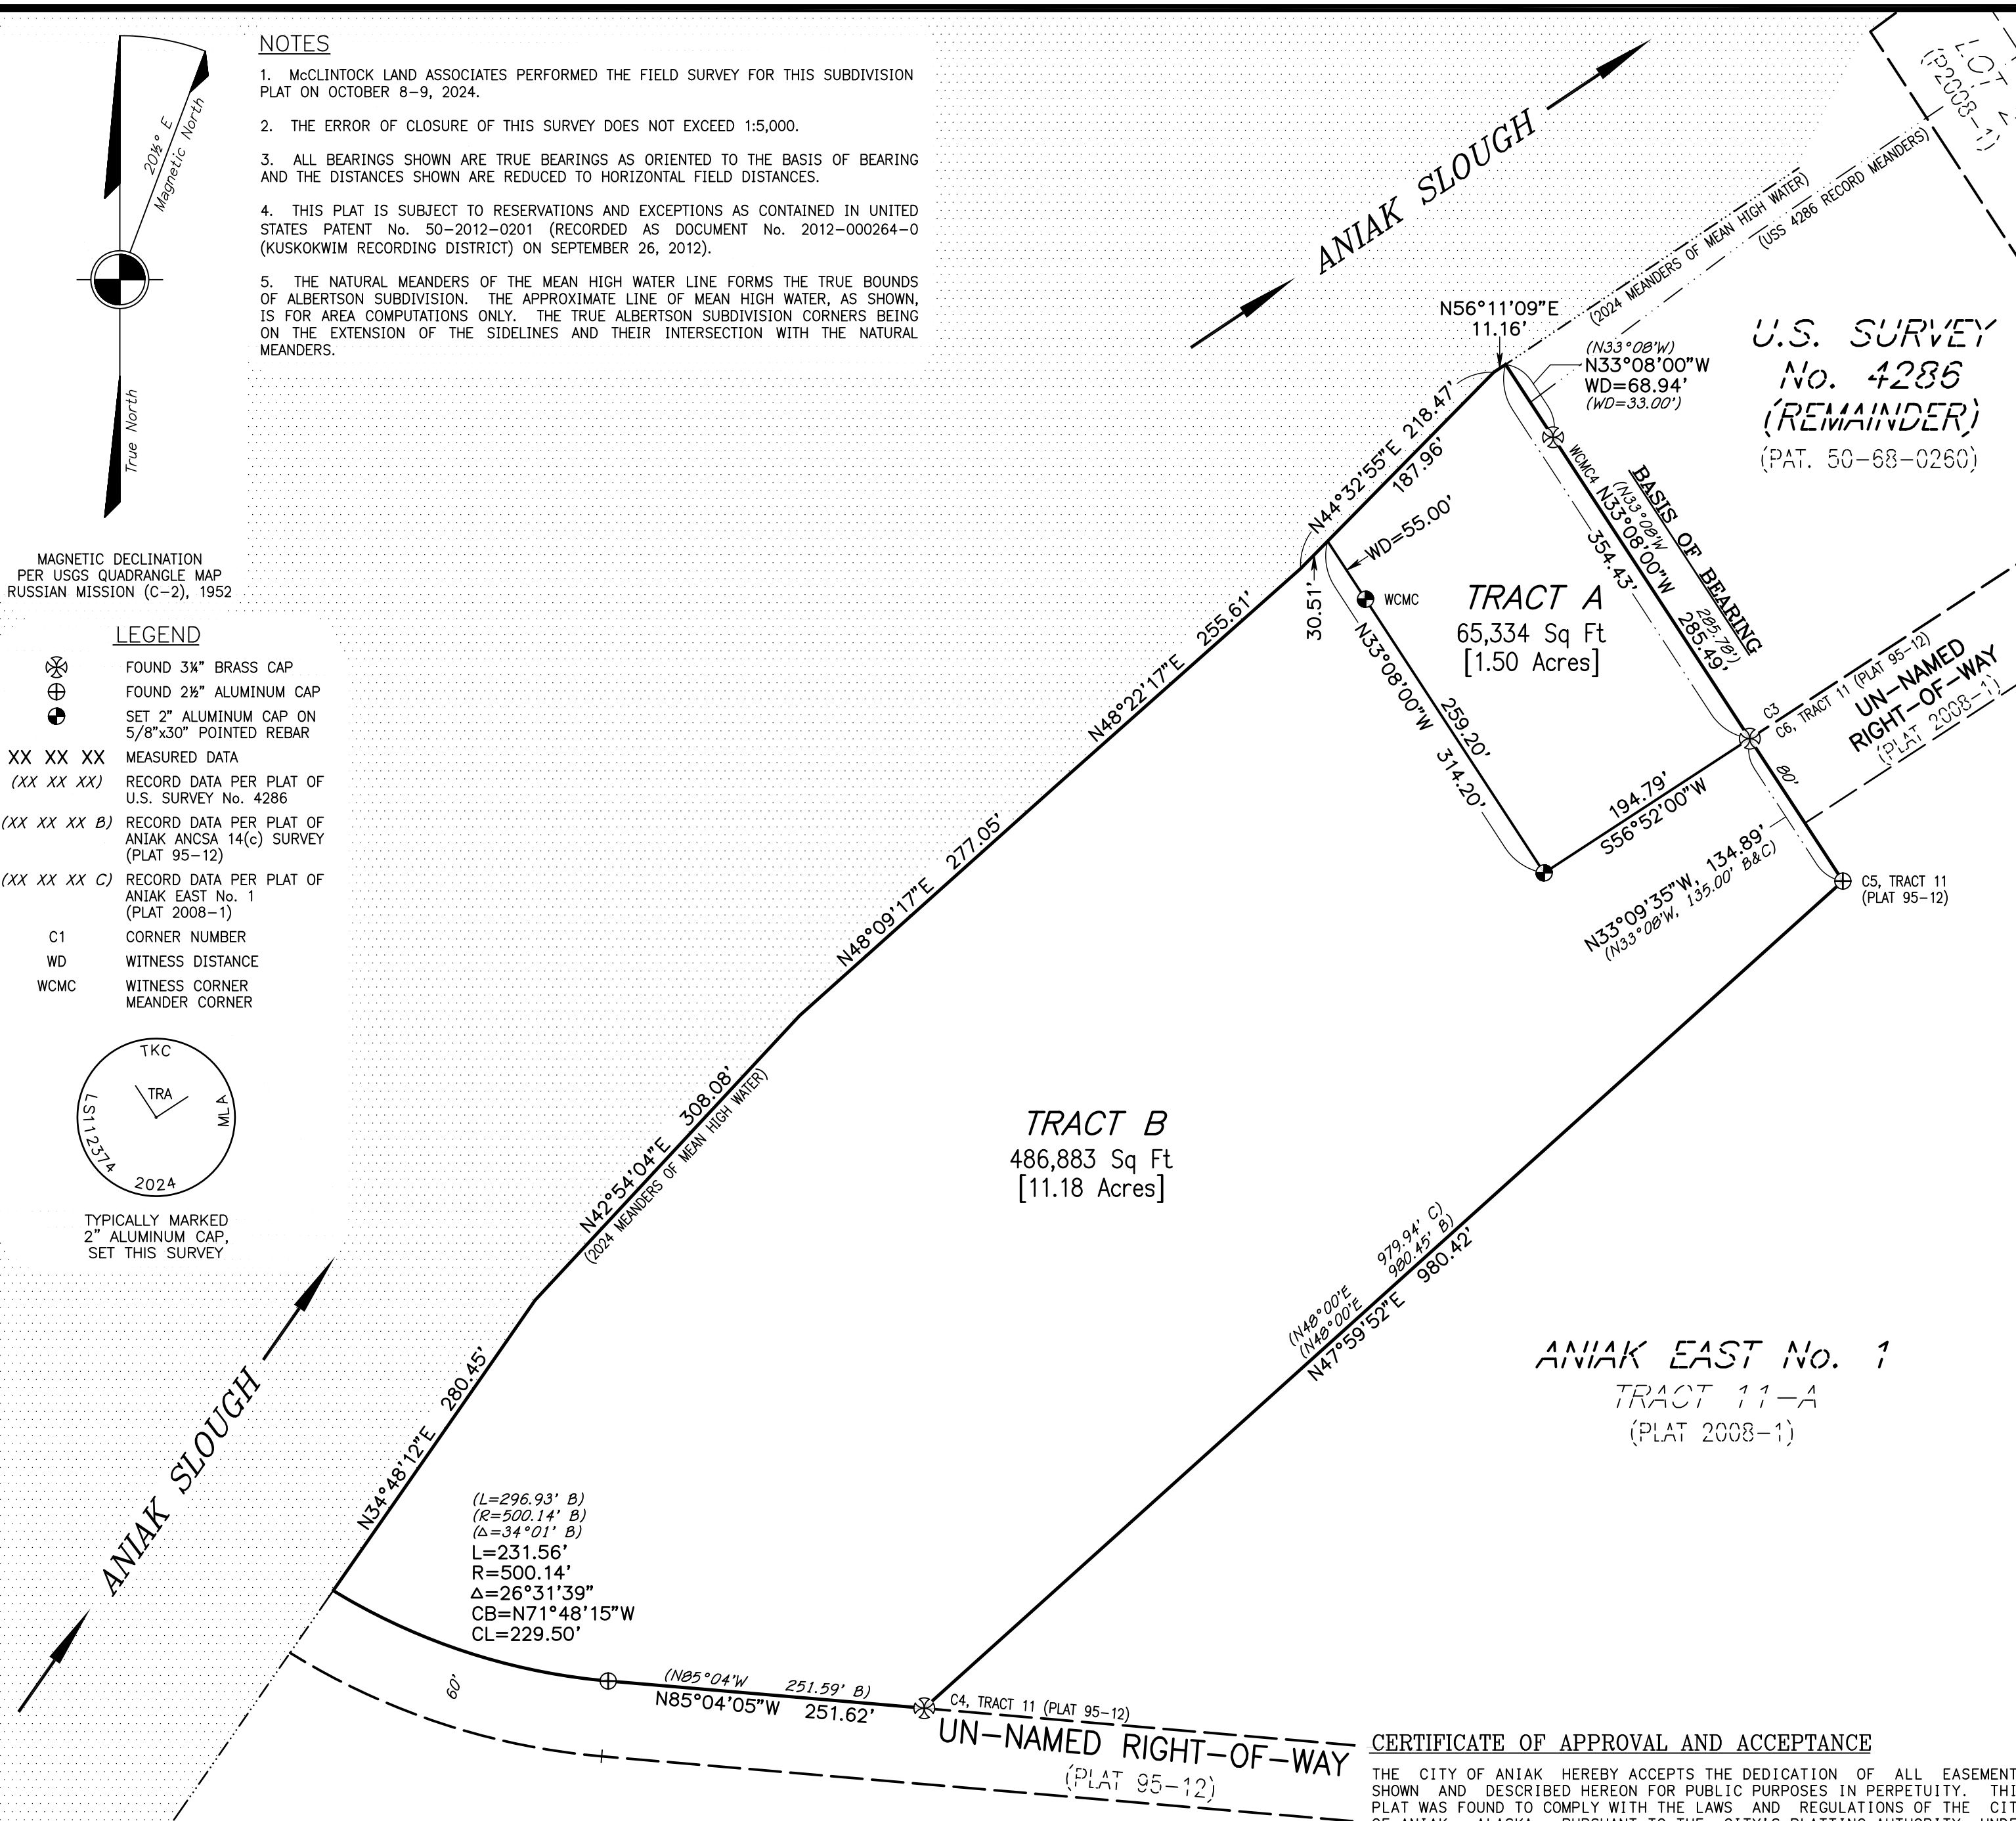 NOTES
1. McCLINTOCK LAND ASSOCIATES PERFORMED THE FIELD SURVEY FOR THIS SUBDIVISION
PLAT ON OCTOBER 8-9, 2024.
2. THE ERROR OF CLOSURE OF THIS SURVEY DOES NOT EXCEED 1:5,000.
3. ALL BEARINGS SHOWN ARE TRUE BEARINGS AS ORIENTED TO THE BASIS OF BEARING
AND THE DISTANCES SHOWN ARE REDUCED TO HORIZONTAL FIELD DISTANCES.
4. THIS PLAT IS SUBJECT TO RESERVATIONS AND EXCEPTIONS AS CONTAINED IN UNITED
STATES PATENT No. 50-2012-0201 (RECORDED AS DOCUMENT No. 2012-000264-0
(KUSKOKWIM RECORDING DISTRICT) ON SEPTEMBER 26, 2012).
5. THE NATURAL MEANDERS OF THE MEAN HIGH WATER LINE FORMS THE TRUE BOUNDS
OF ALBERTSON SUBDIVISION. THE APPROXIMATE LINE OF MEAN HIGH WATER, AS SHOWN,
IS FOR AREA COMPUTATIONS ONLY. THE TRUE ALBERTSON SUBDIVISION CORNERS BEING
ON THE EXTENSION OF THE SIDELINES AND THEIR INTERSECTION WITH THE NATURAL
MEANDERS.
20½° E
Magnetic North
True North
MAGNETIC DECLINATION
PER USGS QUADRANGLE MAP
RUSSIAN MISSION (C-2), 1952
LEGEND
FOUND 3¼" BRASS CAP
FOUND 2½" ALUMINUM CAP
SET 2" ALUMINUM CAP ON
5/8"x30" POINTED REBAR
XX XX XX MEASURED DATA
(XX XX XX) RECORD DATA PER PLAT OF
U.S. SURVEY No. 4286
(XX XX XX B) RECORD DATA PER PLAT OF
ANIAK ANCSA 14(c) SURVEY
(PLAT 95-12)
(XX XX XX C) RECORD DATA PER PLAT OF
ANIAK EAST No. 1
(PLAT 2008-1)
C1 CORNER NUMBER
WD WITNESS DISTANCE
WCMC WITNESS CORNER
MEANDER CORNER
TKC
TRA
MLA
LS112374
2024
TYPICALLY MARKED
2" ALUMINUM CAP,
SET THIS SURVEY
ANIAK SLOUGH
LOT
(P2008-1)
(2024 MEANDERS OF MEAN HIGH WATER)
(USS 4286 RECORD MEANDERS)
N56°11'09"E
11.16'
(N33°08'W)
N33°08'00"W
WD=68.94'
(WD=33.00')
U.S. SURVEY
No. 4286
(REMAINDER)
(PAT. 50-68-0260)
N44°32'55"E 218.47'
187.96'
WD=55.00'
30.51'
WCMC
WCMC4
BASIS OF BEARING
(N33°08'W 285.78')
N33°08'00"W 285.49'
354.43'
TRACT A
65,334 Sq Ft
[1.50 Acres]
N33°08'00"W 314.20'
259.20'
194.79'
S56°52'00"W
C3
C6, TRACT 11 (PLAT 95-12)
UN-NAMED
RIGHT-OF-WAY
(PLAT 2008-1)
80'
N33°09'35"W, 134.89'
(N33°08'W, 135.00' B&C)
C5, TRACT 11
(PLAT 95-12)
N48°22'17"E 255.61'
N48°09'17"E 277.05'
N42°54'04"E 308.08'
(2024 MEANDERS OF MEAN HIGH WATER)
TRACT B
486,883 Sq Ft
[11.18 Acres]
(N48°00'E 979.94' C)
(N48°00'E 980.45' B)
N47°59'52"E 980.42'
ANIAK EAST No. 1
TRACT 11-A
(PLAT 2008-1)
ANIAK SLOUGH
N34°48'12"E 280.45'
(L=296.93' B)
(R=500.14' B)
(Δ=34°01' B)
L=231.56'
R=500.14'
Δ=26°31'39"
CB=N71°48'15"W
CL=229.50'
60'
(N85°04'W 251.59' B)
N85°04'05"W 251.62'
C4, TRACT 11 (PLAT 95-12)
UN-NAMED RIGHT-OF-WAY
(PLAT 95-12)
CERTIFICATE OF APPROVAL AND ACCEPTANCE
THE CITY OF ANIAK HEREBY ACCEPTS THE DEDICATION OF ALL EASEMENT
SHOWN AND DESCRIBED HEREON FOR PUBLIC PURPOSES IN PERPETUITY. THI
PLAT WAS FOUND TO COMPLY WITH THE LAWS AND REGULATIONS OF THE CIT